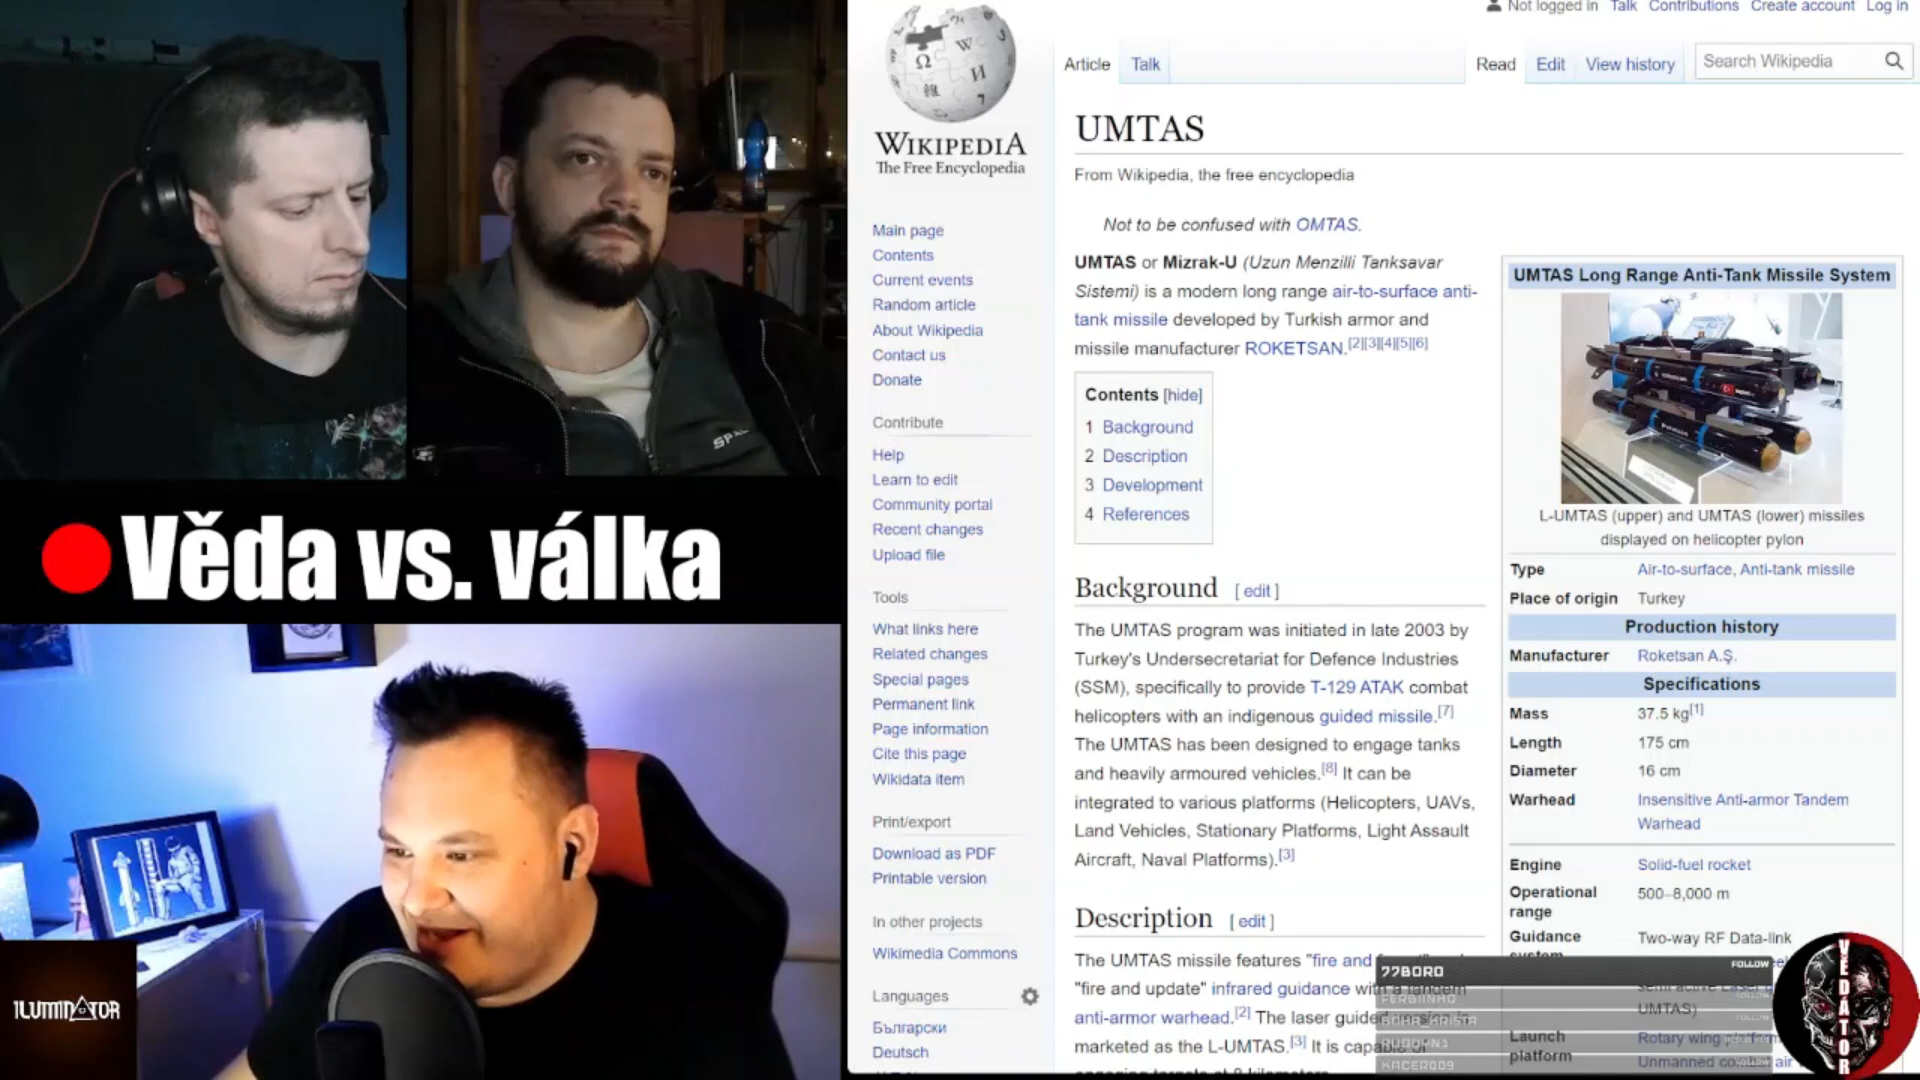 SPA
Věda vs. válka
ILUMINATOR
WIKIPEDIA
The Free Encyclopedia
Main page
Contents
Current events
Random article
About Wikipedia
Contact us
Donate
Contribute
Help
Learn to edit
Community portal
Recent changes
Upload file
Tools
What links here
Related changes
Special pages
Permanent link
Page information
Cite this page
Wikidata item
Print/export
Download as PDF
Printable version
In other projects
Wikimedia Commons
Languages
Български
Deutsch
Not logged in Talk Contributions Create account Log in
Article Talk Read Edit View history Search Wikipedia
UMTAS
From Wikipedia, the free encyclopedia
Not to be confused with OMTAS.
UMTAS or Mizrak-U (Uzun Menzilli Tanksavar
Sistemi) is a modern long range air-to-surface anti-
tank missile developed by Turkish armor and
missile manufacturer ROKETSAN.[2][3][4][5][6]
Contents [hide]
1 Background
2 Description
3 Development
4 References
Background [ edit ]
The UMTAS program was initiated in late 2003 by
Turkey's Undersecretariat for Defence Industries
(SSM), specifically to provide T-129 ATAK combat
helicopters with an indigenous guided missile.[7]
The UMTAS has been designed to engage tanks
and heavily armoured vehicles.[8] It can be
integrated to various platforms (Helicopters, UAVs,
Land Vehicles, Stationary Platforms, Light Assault
Aircraft, Naval Platforms).[3]
Description [ edit ]
The UMTAS missile features "fire and
"fire and update" infrared guidance with a tandem
anti-armor warhead.[2] The laser guided version is
marketed as the L-UMTAS.[3] It is capable of
UMTAS Long Range Anti-Tank Missile System
L-UMTAS (upper) and UMTAS (lower) missiles
displayed on helicopter pylon
Type Air-to-surface, Anti-tank missile
Place of origin Turkey
Production history
Manufacturer Roketsan A.Ş.
Specifications
Mass 37.5 kg[1]
Length 175 cm
Diameter 16 cm
Warhead Insensitive Anti-armor Tandem
Warhead
Engine Solid-fuel rocket
Operational
range 500–8,000 m
Guidance
system Two-way RF Data-link
UMTAS)
Launch
platform Rotary wing
77BORO FOLLOW
FERBIINHO
VEDÁTOR